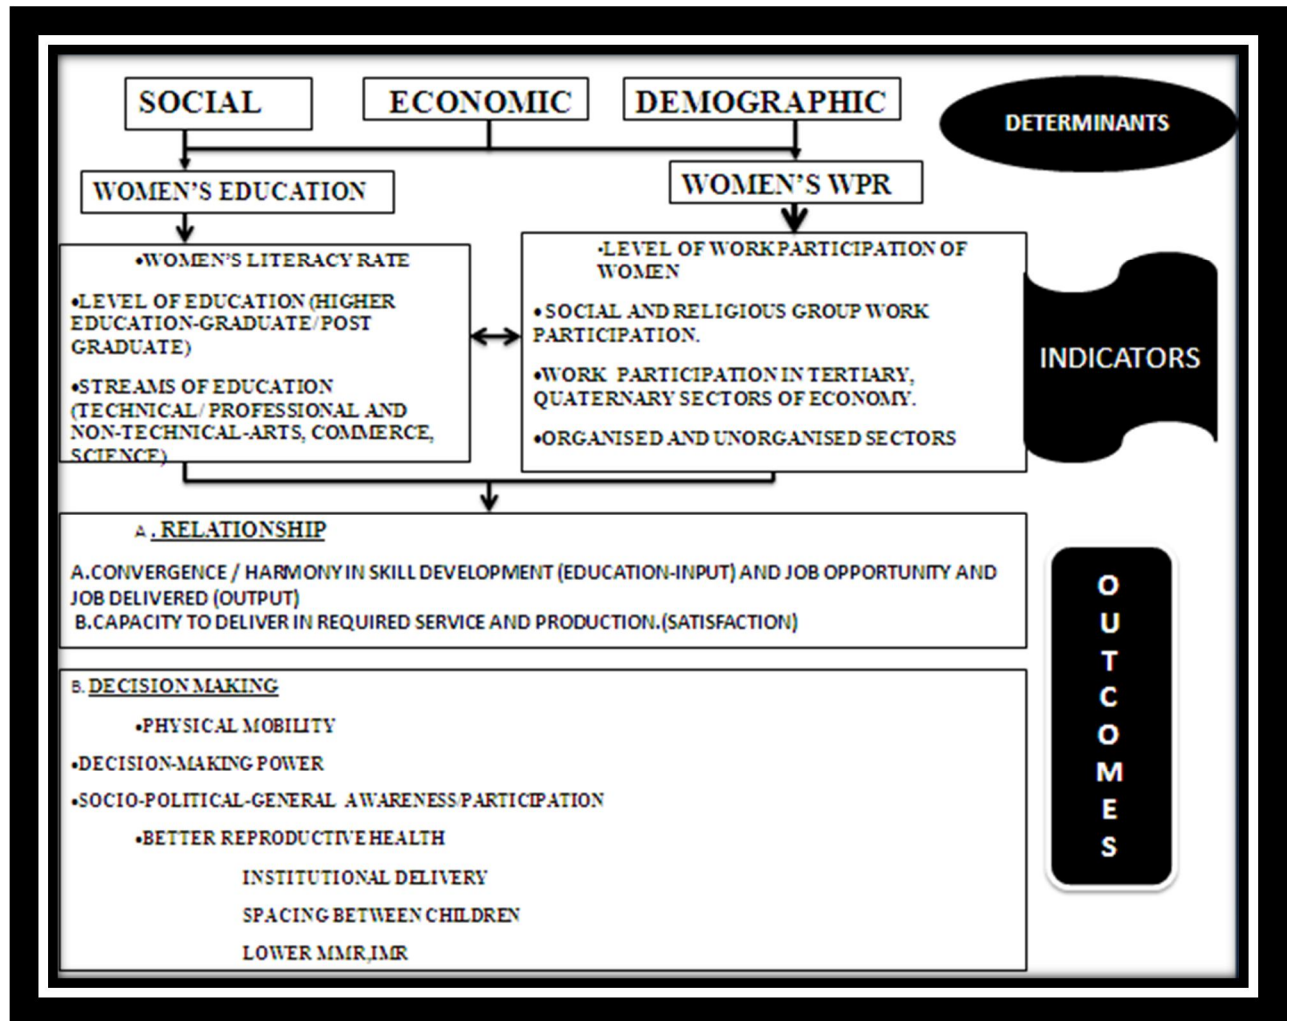 SOCIAL
ECONOMIC
DEMOGRAPHIC
DETERMINANTS
WOMEN'S EDUCATION
WOMEN'S WPR
•WOMEN'S LITERACY RATE
•LEVEL OF EDUCATION (HIGHER
EDUCATION-GRADUATE/POST
GRADUATE)
•STREAMS OF EDUCATION
(TECHNICAL/ PROFESSIONAL AND
NON-TECHNICAL-ARTS, COMMERCE,
SCIENCE)
•LEVEL OF WORK PARTICIPATION OF
WOMEN
• SOCIAL AND RELIGIOUS GROUP WORK
PARTICIPATION.
•WORK PARTICIPATION IN TERTIARY,
QUATERNARY SECTORS OF ECONOMY.
•ORGANISED AND UNORGANISED SECTORS
INDICATORS
A . RELATIONSHIP
A.CONVERGENCE / HARMONY IN SKILL DEVELOPMENT (EDUCATION-INPUT) AND JOB OPPORTUNITY AND
JOB DELIVERED (OUTPUT)
B.CAPACITY TO DELIVER IN REQUIRED SERVICE AND PRODUCTION.(SATISFACTION)
B. DECISION MAKING
•PHYSICAL MOBILITY
•DECISION-MAKING POWER
•SOCIO-POLITICAL-GENERAL AWARENESS/PARTICIPATION
•BETTER REPRODUCTIVE HEALTH
INSTITUTIONAL DELIVERY
SPACING BETWEEN CHILDREN
LOWER MMR,IMR
OUTCOMES